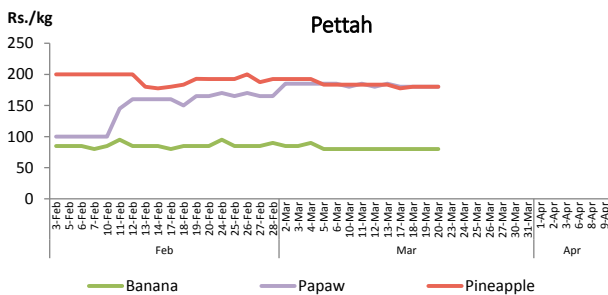 Rs./kg
Pettah
250
200
150
100
50
0
3-Feb
5-Feb
6-Feb
7-Feb
10-Feb
11-Feb
12-Feb
13-Feb
14-Feb
17-Feb
18-Feb
19-Feb
20-Feb
24-Feb
25-Feb
26-Feb
27-Feb
28-Feb
2-Mar
3-Mar
4-Mar
5-Mar
6-Mar
10-Mar
11-Mar
12-Mar
13-Mar
17-Mar
18-Mar
19-Mar
20-Mar
23-Mar
24-Mar
25-Mar
26-Mar
27-Mar
30-Mar
31-Mar
1-Apr
2-Apr
3-Apr
6-Apr
7-Apr
8-Apr
9-Apr
Feb
Mar
Apr
Banana
Papaw
Pineapple